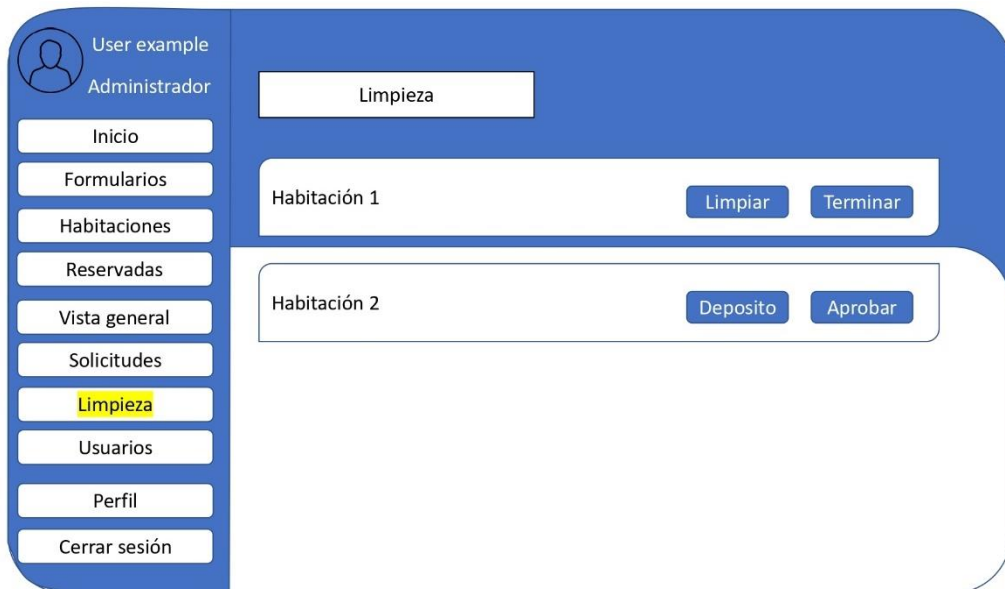 User example
Administrador
Inicio
Formularios
Habitaciones
Reservadas
Vista general
Solicitudes
Limpieza
Usuarios
Perfil
Cerrar sesión
Limpieza
Habitación 1
Limpiar
Terminar
Habitación 2
Deposito
Aprobar